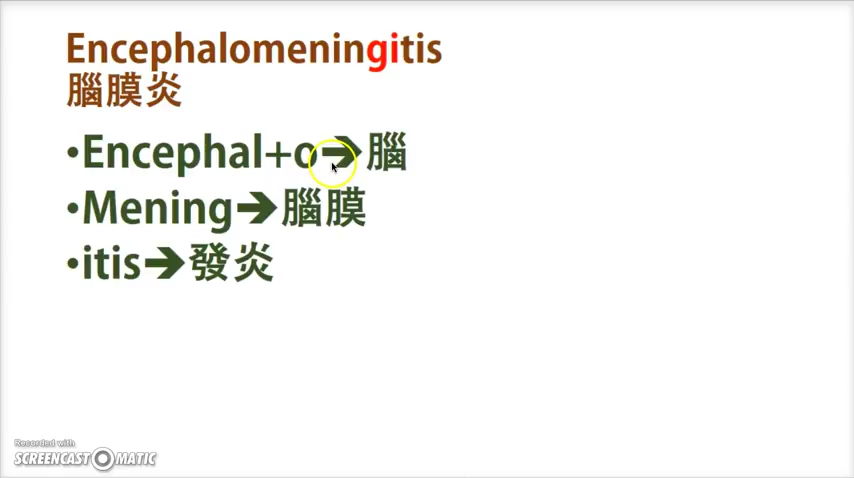 Encephalomeningitis
腦膜炎
•Encephal+o➔腦
•Mening➔腦膜
•itis➔發炎
Recorded with
SCREENCAST-O-MATIC